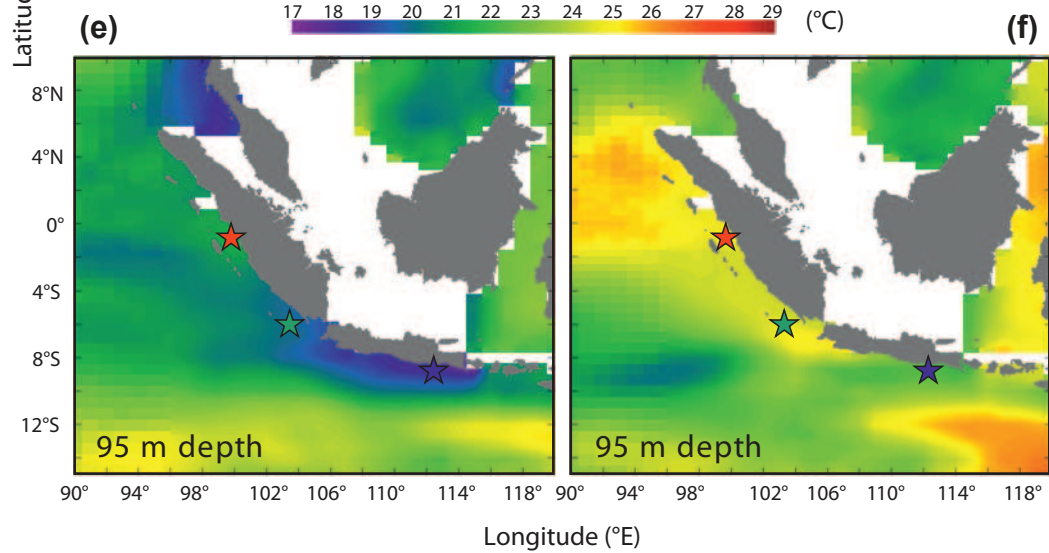 17 18 19 20 21 22 23 24 25 26 27 28 29 (°C)
(e)
(f)
8°N
4°N
0°
4°S
8°S
12°S
95 m depth
95 m depth
90° 94° 98° 102° 106° 110° 114° 118°
90° 94° 98° 102° 106° 110° 114° 118°
Longitude (°E)